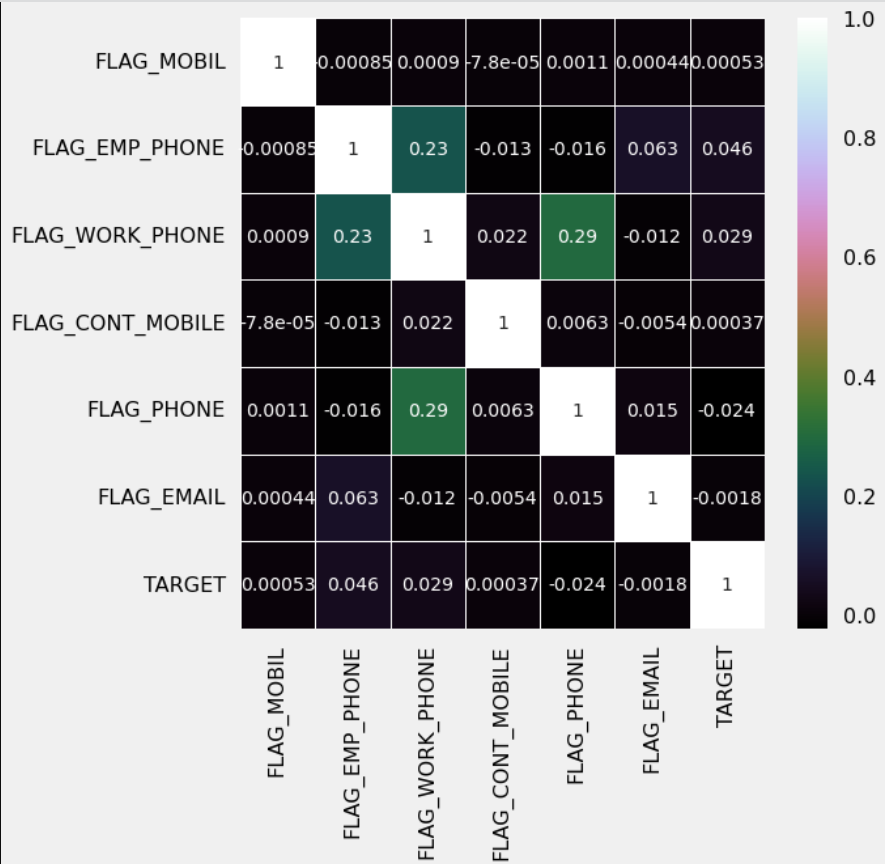 FLAG_MOBIL 1 -0.00085 0.0009 -7.8e-05 0.0011 0.00044 0.00053
FLAG_EMP_PHONE -0.00085 1 0.23 -0.013 -0.016 0.063 0.046
FLAG_WORK_PHONE 0.0009 0.23 1 0.022 0.29 -0.012 0.029
FLAG_CONT_MOBILE -7.8e-05 -0.013 0.022 1 0.0063 -0.0054 0.00037
FLAG_PHONE 0.0011 -0.016 0.29 0.0063 1 0.015 -0.024
FLAG_EMAIL 0.00044 0.063 -0.012 -0.0054 0.015 1 -0.0018
TARGET 0.00053 0.046 0.029 0.00037 -0.024 -0.0018 1
FLAG_MOBIL
FLAG_EMP_PHONE
FLAG_WORK_PHONE
FLAG_CONT_MOBILE
FLAG_PHONE
FLAG_EMAIL
TARGET
1.0
0.8
0.6
0.4
0.2
0.0